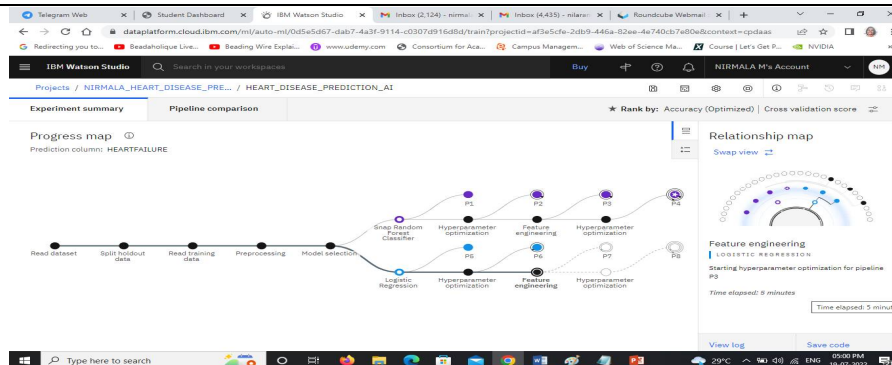 Telegram Web
Student Dashboard
IBM Watson Studio
Inbox (2,124) - nirmal
Inbox (4,435) - nilaran
Roundcube Webmail
dataplatform.cloud.ibm.com/ml/auto-ml/0d5e5d67-dab7-4a3f-9114-c0307d916d8d/train?projectid=af3e5cfe-2db9-446a-82ee-4e740cb7e80e&context=cpdaas
Redirecting you to...
Beadaholique Live...
Beading Wire Explai...
www.udemy.com
Consortium for Aca...
Campus Managem...
Web of Science Ma...
Course | Let's Get P...
NVIDIA
IBM Watson Studio
Search in your workspaces
Buy
NIRMALA M's Account
NM
Projects / NIRMALA_HEART_DISEASE_PRE... / HEART_DISEASE_PREDICTION_AI
Experiment summary
Pipeline comparison
Rank by: Accuracy (Optimized) | Cross validation score
Progress map
Prediction column: HEARTFAILURE
Relationship map
Swap view
P1
P2
P3
P4
Snap Random
Forest
Classifier
Hyperparameter
optimization
Feature
engineering
Hyperparameter
optimization
Read dataset
Split holdout
data
Read training
data
Preprocessing
Model selection
P5
P6
P7
P8
Logistic
Regression
Hyperparameter
optimization
Feature
engineering
Hyperparameter
optimization
Feature engineering
LOGISTIC REGRESSION
Starting hyperparameter optimization for pipeline
P3
Time elapsed: 5 minutes
Time elapsed: 5 minut
View log
Save code
Type here to search
29°C
ENG
05:00 PM
19-07-2022